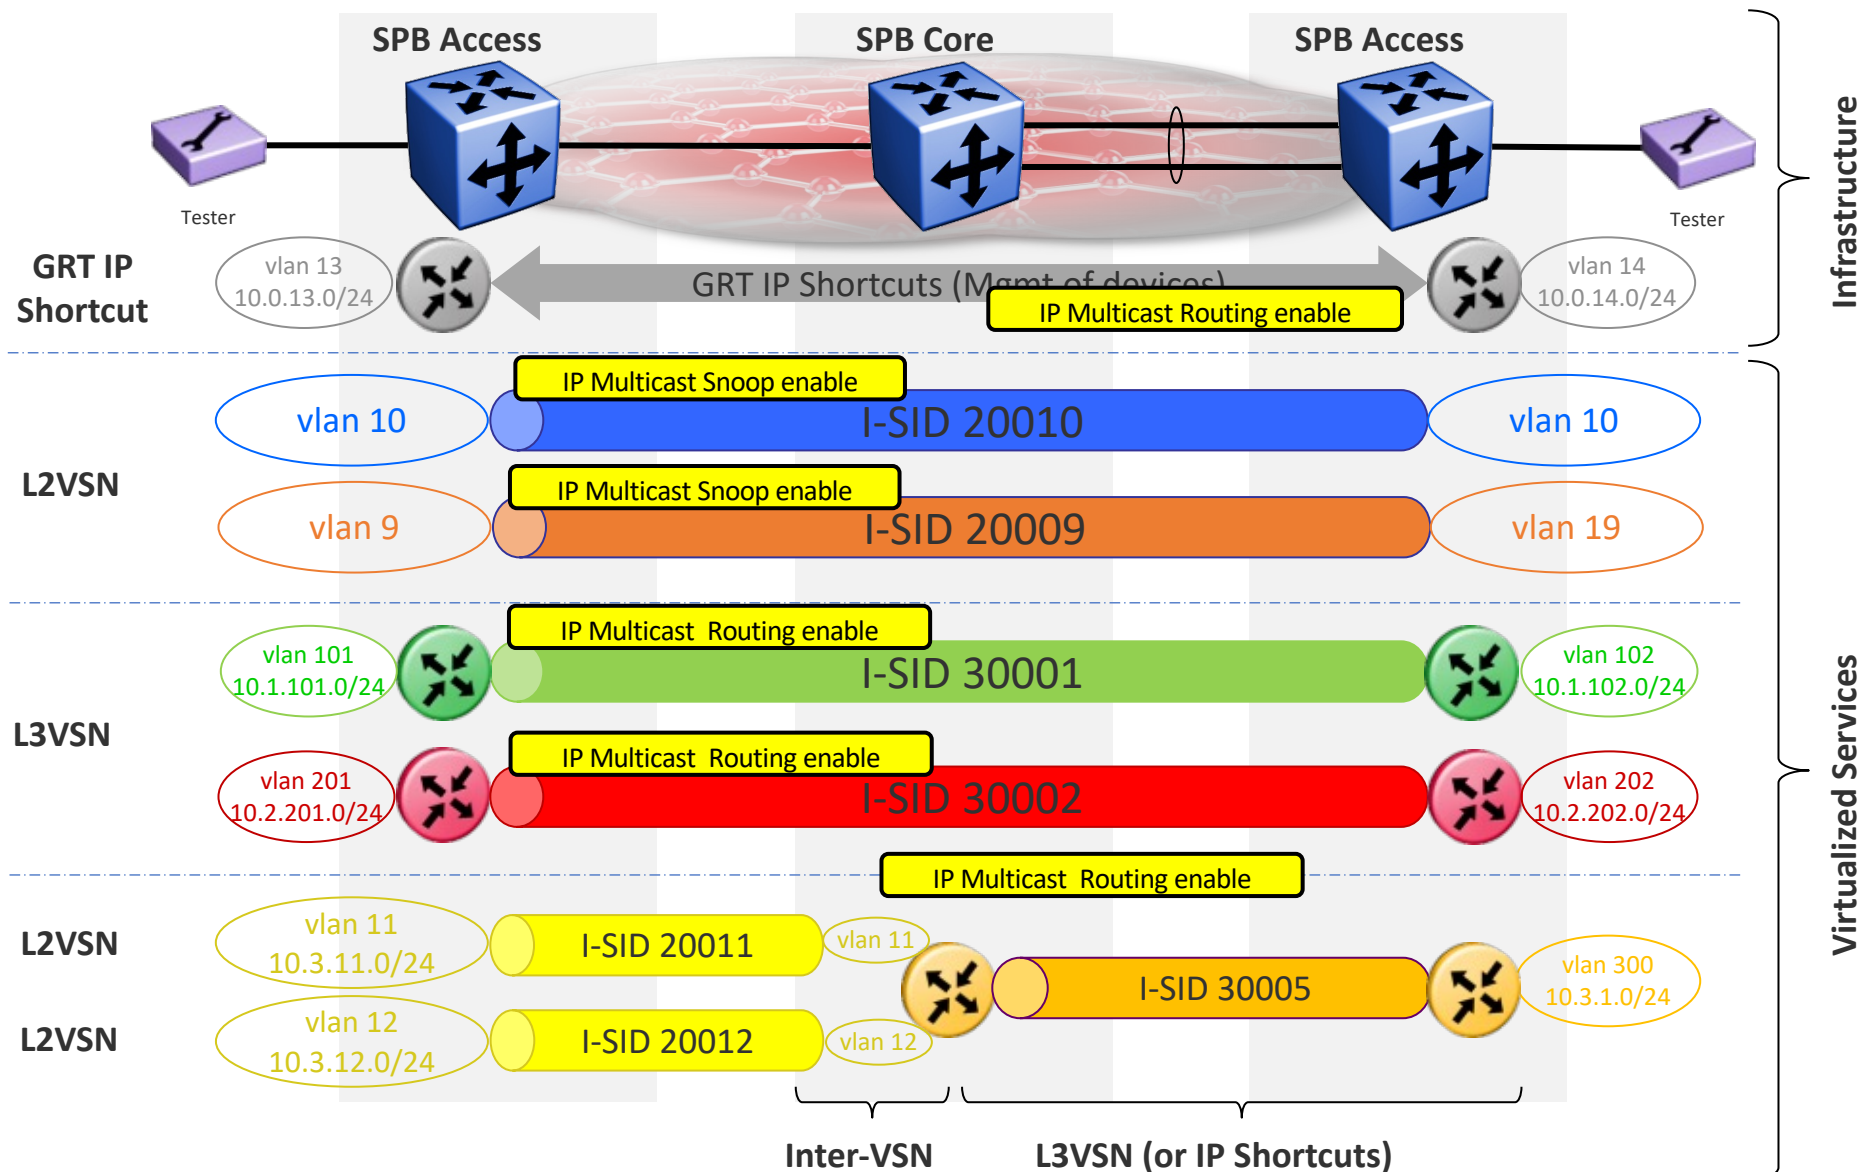 SPB Access
SPB Core
SPB Access
Tester
Tester
Infrastructure
GRT IP
Shortcut
vlan 13
10.0.13.0/24
GRT IP Shortcuts (Mgmt of devices)
IP Multicast Routing enable
vlan 14
10.0.14.0/24
L2VSN
IP Multicast Snoop enable
vlan 10
I-SID 20010
vlan 10
IP Multicast Snoop enable
vlan 9
I-SID 20009
vlan 19
Virtualized Services
L3VSN
IP Multicast  Routing enable
vlan 101
10.1.101.0/24
I-SID 30001
vlan 102
10.1.102.0/24
IP Multicast  Routing enable
vlan 201
10.2.201.0/24
I-SID 30002
vlan 202
10.2.202.0/24
IP Multicast  Routing enable
L2VSN
vlan 11
10.3.11.0/24
I-SID 20011
vlan 11
I-SID 30005
vlan 300
10.3.1.0/24
L2VSN
vlan 12
10.3.12.0/24
I-SID 20012
vlan 12
Inter-VSN
L3VSN (or IP Shortcuts)